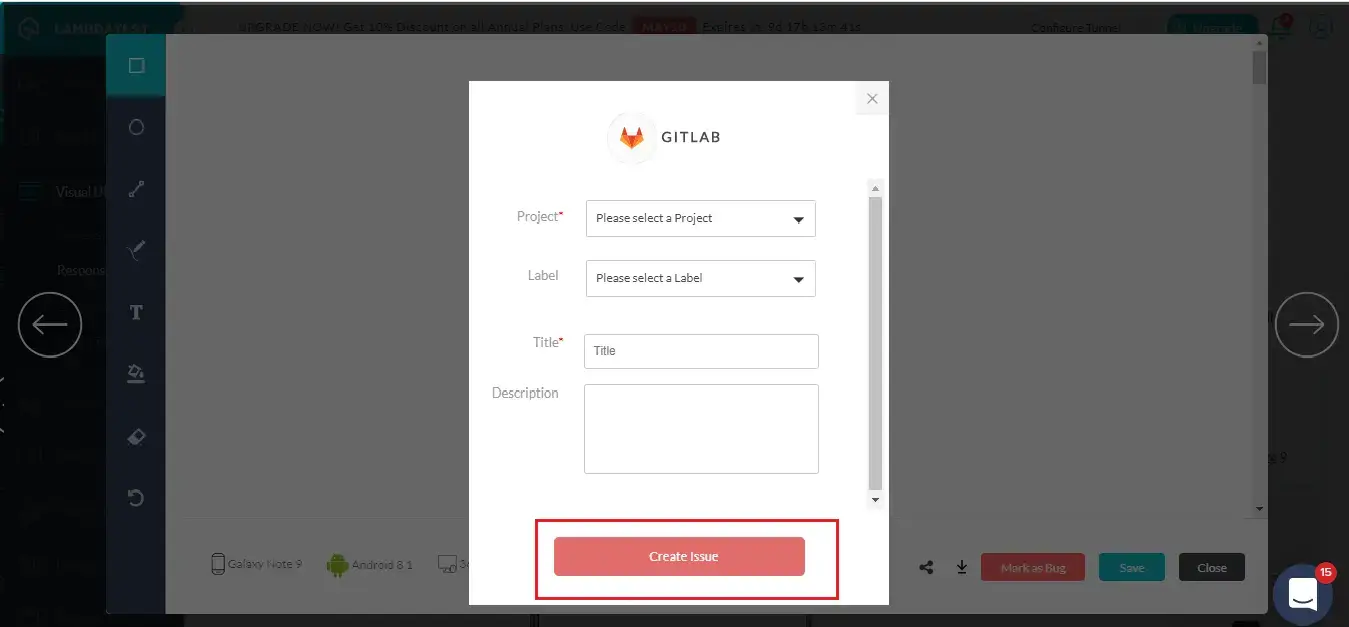 LAMBDATEST
UPGRADE NOW! Get 10% Discount on all Annual Plans. Use Code
Expires in: 9d 17h 13m 41s
Configure Tunnel
Upgrade
GITLAB
Project*
Please select a Project
Label
Please select a Label
Visual UI
Respons
Title*
Title
Description
T
Create Issue
Galaxy Note 9
Android 8.1
Mark as Bug
Save
Close
15